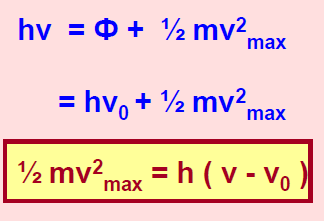 hν = Φ + ½ mv²max
= hν₀ + ½ mv²max
½ mv²max = h ( ν - ν₀ )